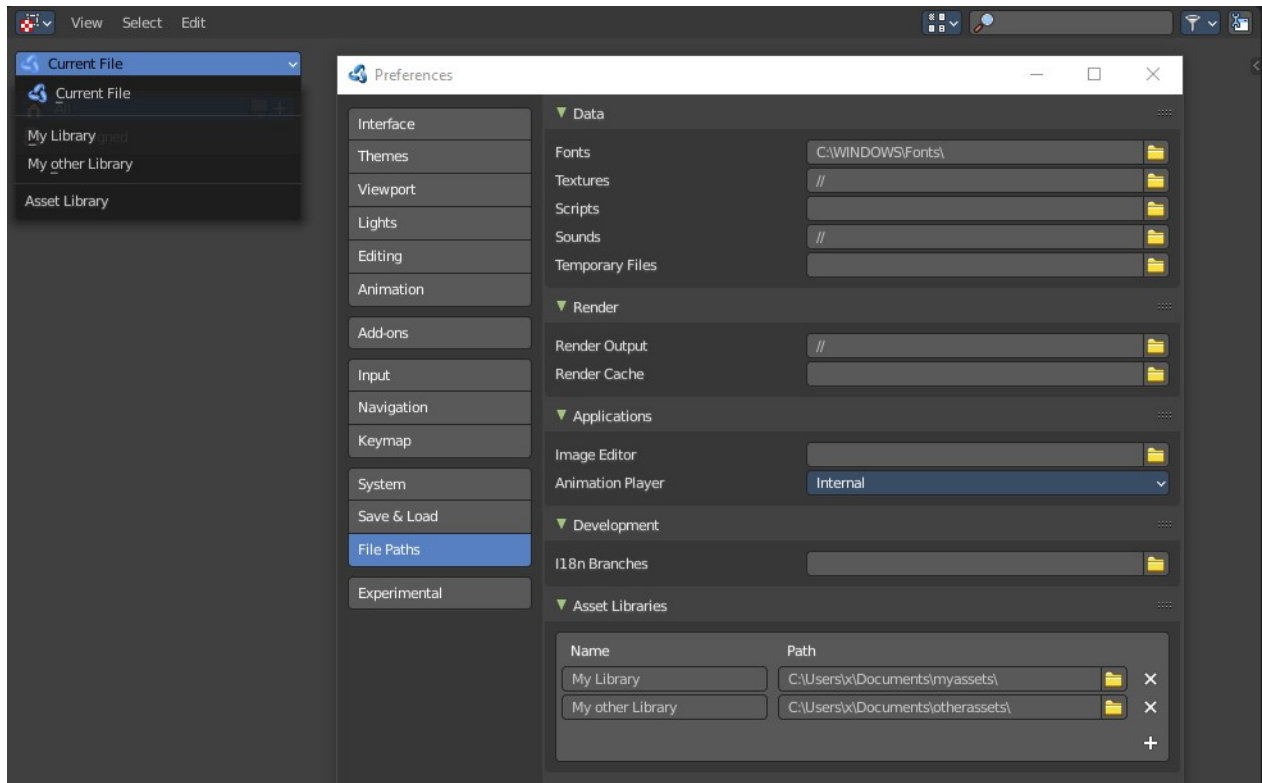 View Select Edit
Current File
Current File
All
My Library
My other Library
Asset Library
Preferences
Interface
Themes
Viewport
Lights
Editing
Animation
Add-ons
Input
Navigation
Keymap
System
Save & Load
File Paths
Experimental
Data
Fonts C:\WINDOWS\Fonts\
Textures //
Scripts
Sounds //
Temporary Files
Render
Render Output //
Render Cache
Applications
Image Editor
Animation Player Internal
Development
I18n Branches
Asset Libraries
Name Path
My Library C:\Users\x\Documents\myassets\
My other Library C:\Users\x\Documents\otherassets\